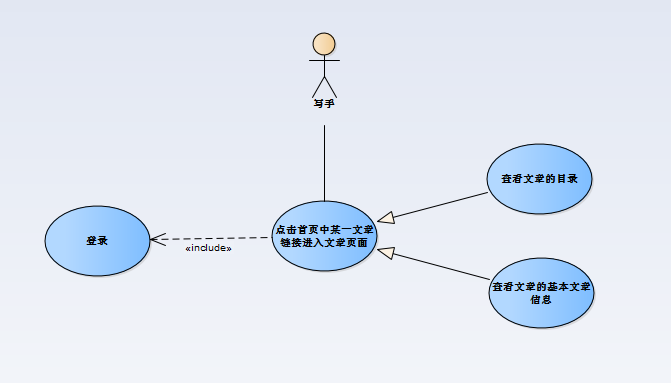 写手
查看文章的目录
点击首页中某一文章
链接进入文章页面
登录
«include»
查看文章的基本文章
信息